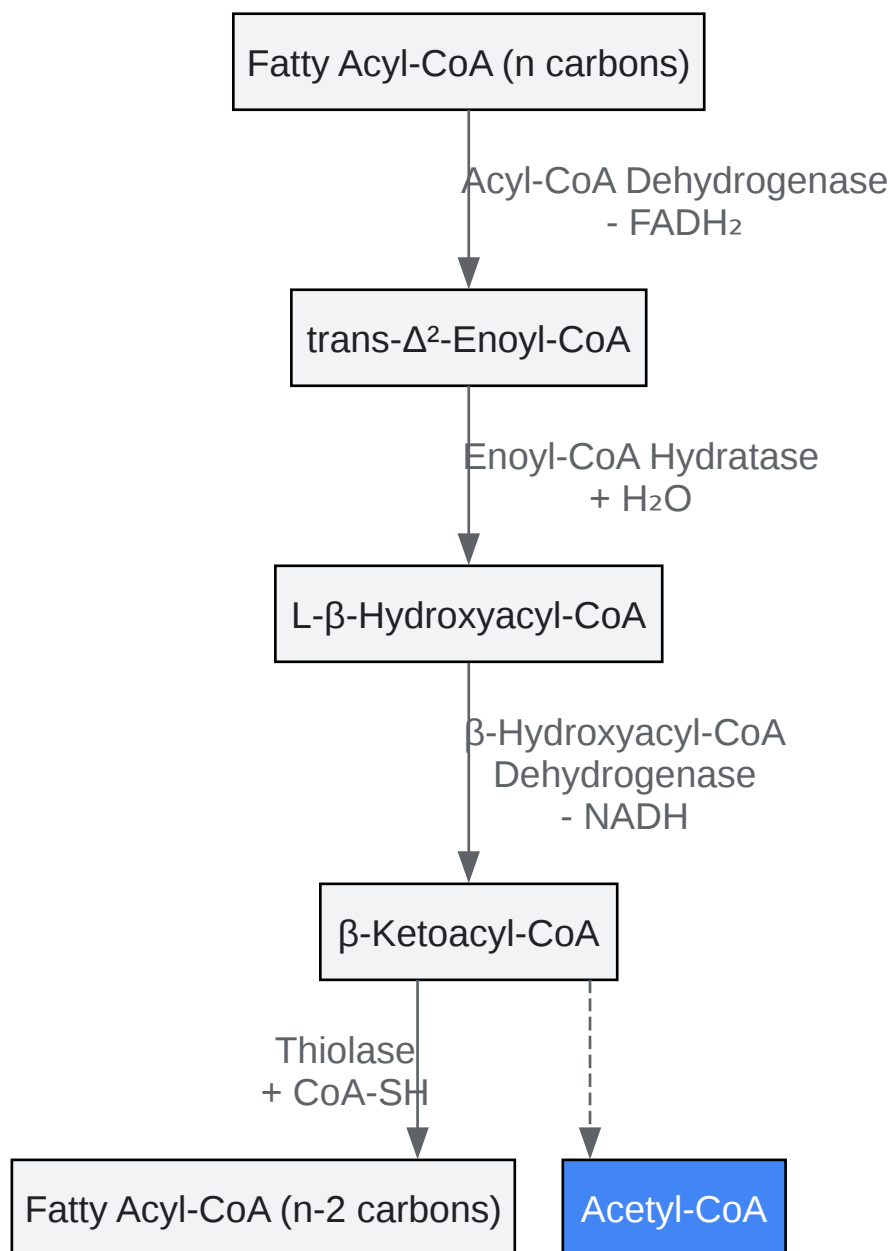 Fatty Acyl-CoA (n carbons)
Acyl-CoA Dehydrogenase
- FADH₂
trans-Δ²-Enoyl-CoA
Enoyl-CoA Hydratase
+ H₂O
L-β-Hydroxyacyl-CoA
β-Hydroxyacyl-CoA
Dehydrogenase
- NADH
β-Ketoacyl-CoA
Thiolase
+ CoA-SH
Fatty Acyl-CoA (n-2 carbons)
Acetyl-CoA